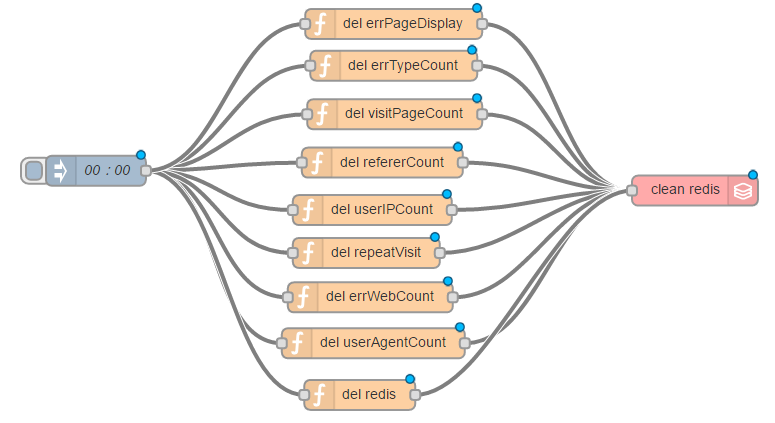 del errPageDisplay
del errTypeCount
del visitPageCount
del refererCount
00 : 00
clean redis
del userIPCount
del repeatVisit
del errWebCount
del userAgentCount
del redis